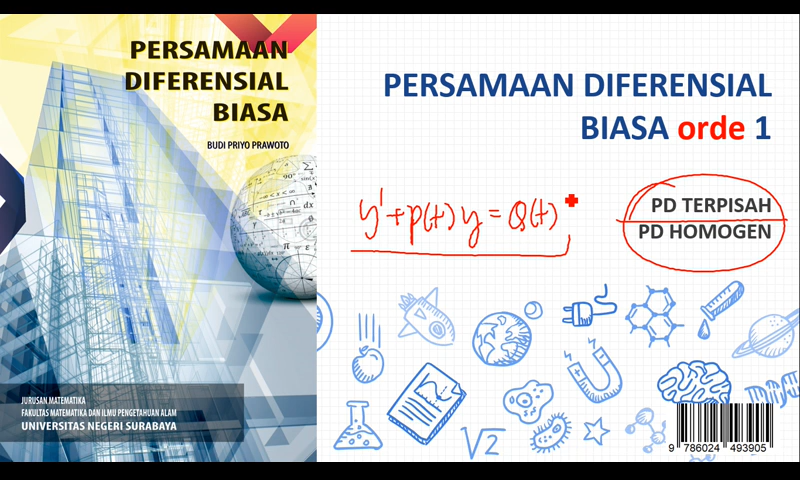 PERSAMAAN
DIFERENSIAL
BIASA
BUDI PRIYO PRAWOTO
JURUSAN MATEMATIKA
FAKULTAS MATEMATIKA DAN ILMU PENGETAHUAN ALAM
UNIVERSITAS NEGERI SURABAYA
PERSAMAAN DIFERENSIAL
BIASA orde 1
y' + p(t) y = Q(t)
PD TERPISAH
PD HOMOGEN
√2
9 786024 493905